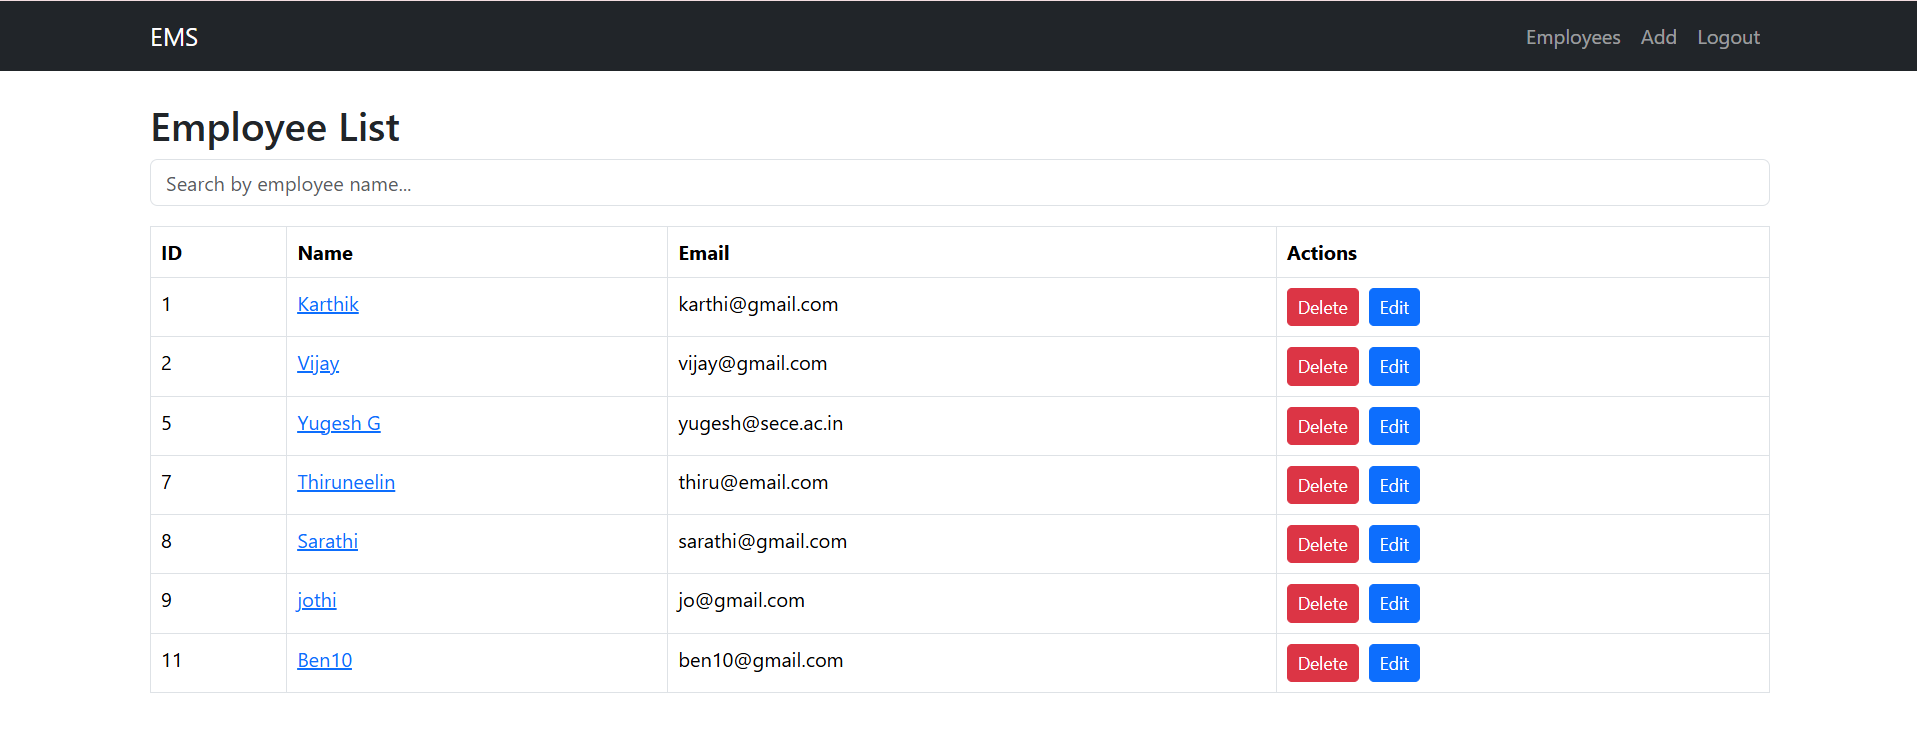 EMS Employees Add Logout
Employee List
Search by employee name...
ID Name Email Actions
1 Karthik karthi@gmail.com Delete Edit
2 Vijay vijay@gmail.com Delete Edit
5 Yugesh G yugesh@sece.ac.in Delete Edit
7 Thiruneelin thiru@email.com Delete Edit
8 Sarathi sarathi@gmail.com Delete Edit
9 jothi jo@gmail.com Delete Edit
11 Ben10 ben10@gmail.com Delete Edit